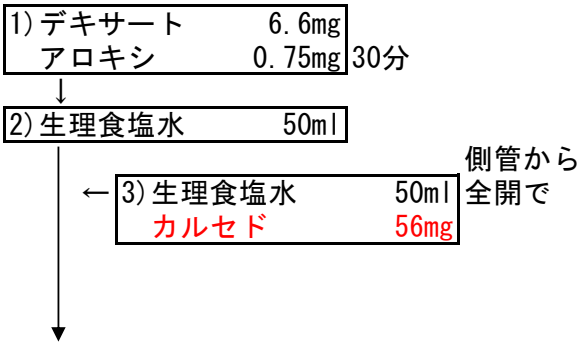 1)デキサート 6.6mg
アロキシ 0.75mg 30分
↓
2)生理食塩水 50ml
側管から
← 3)生理食塩水 50ml 全開で
カルセド 56mg